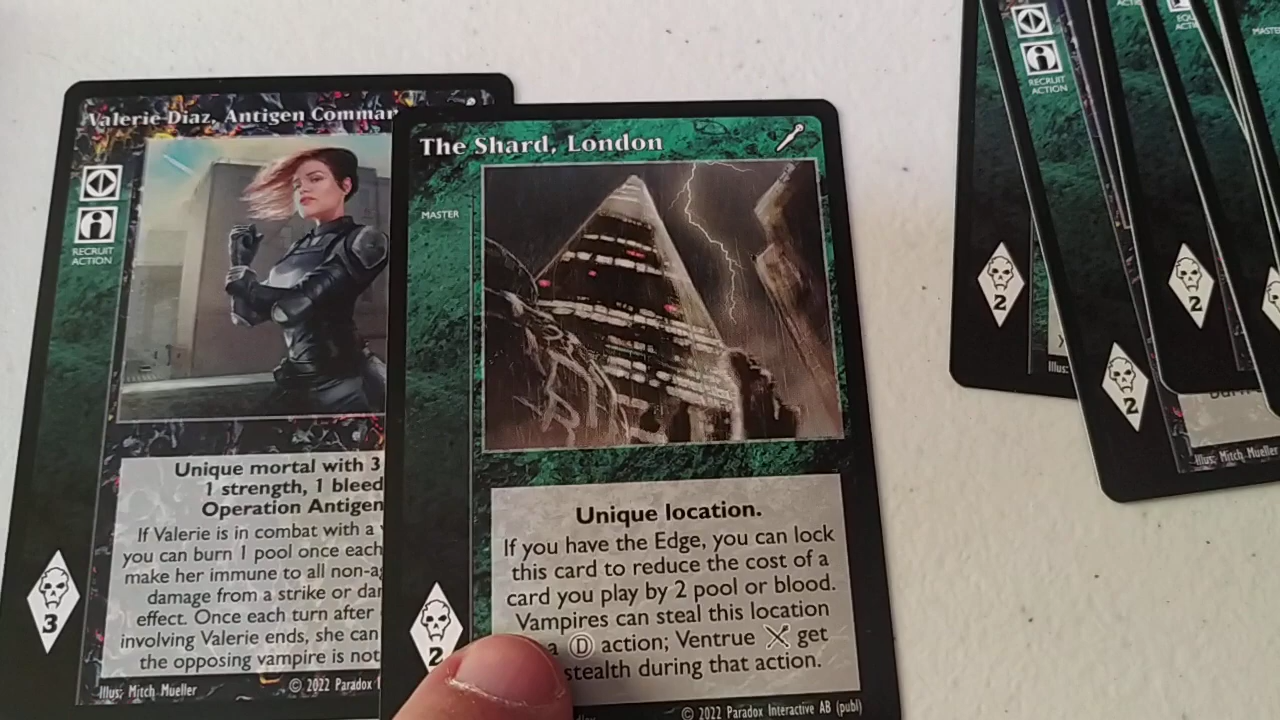 Valerie Diaz, Antigen Comman
RECRUIT
ACTION
Unique mortal with 3
1 strength, 1 bleed
Operation Antigen
If Valerie is in combat with a
you can burn 1 pool once each
make her immune to all non-ag
damage from a strike or dam
effect. Once each turn after
involving Valerie ends, she can
the opposing vampire is not
3
Illus: Mitch Mueller
© 2022 Paradox I
The Shard, London
MASTER
Unique location.
If you have the Edge, you can lock
this card to reduce the cost of a
card you play by 2 pool or blood.
Vampires can steal this location
a Ⓓ action; Ventrue get
stealth during that action.
2
© 2022 Paradox Interactive AB (publ)
RECRUIT
ACTION
2
Illus:
2
2
Illus: Mitch Mueller
MASTE